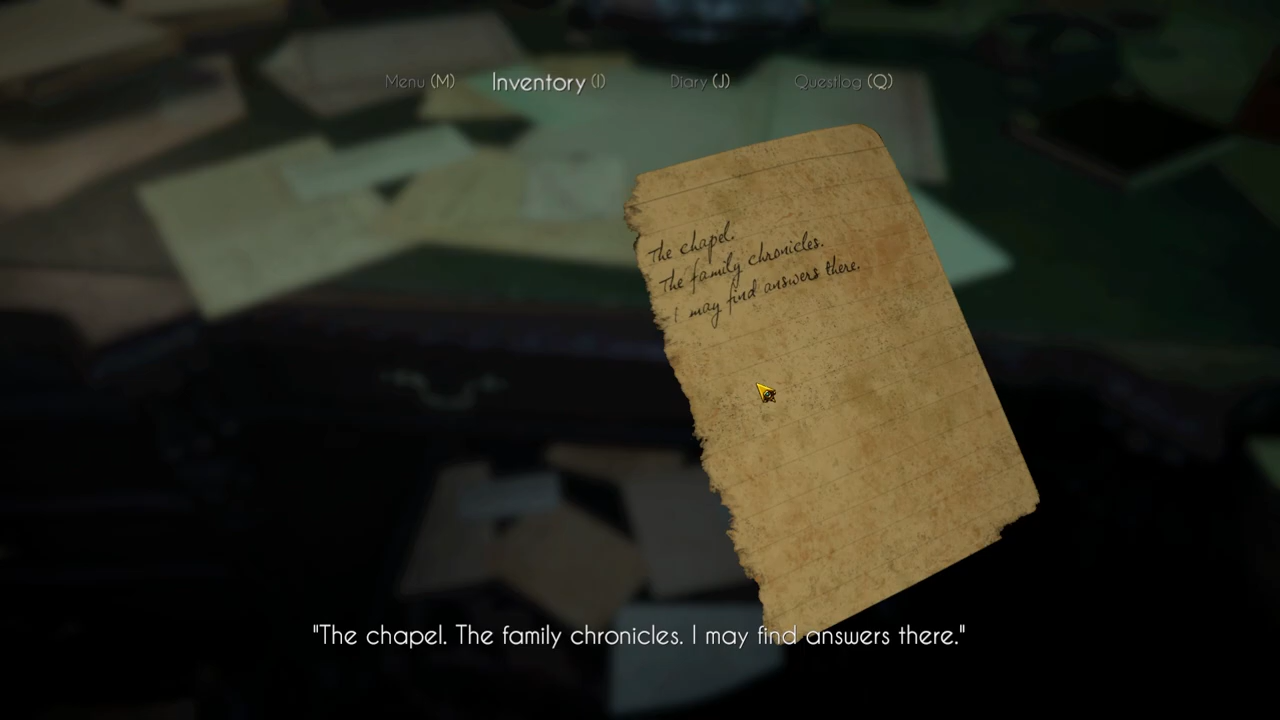 Menu (M) Inventory (I) Diary (J) Questlog (Q)
The chapel.
The family chronicles.
I may find answers there.
"The chapel. The family chronicles. I may find answers there."